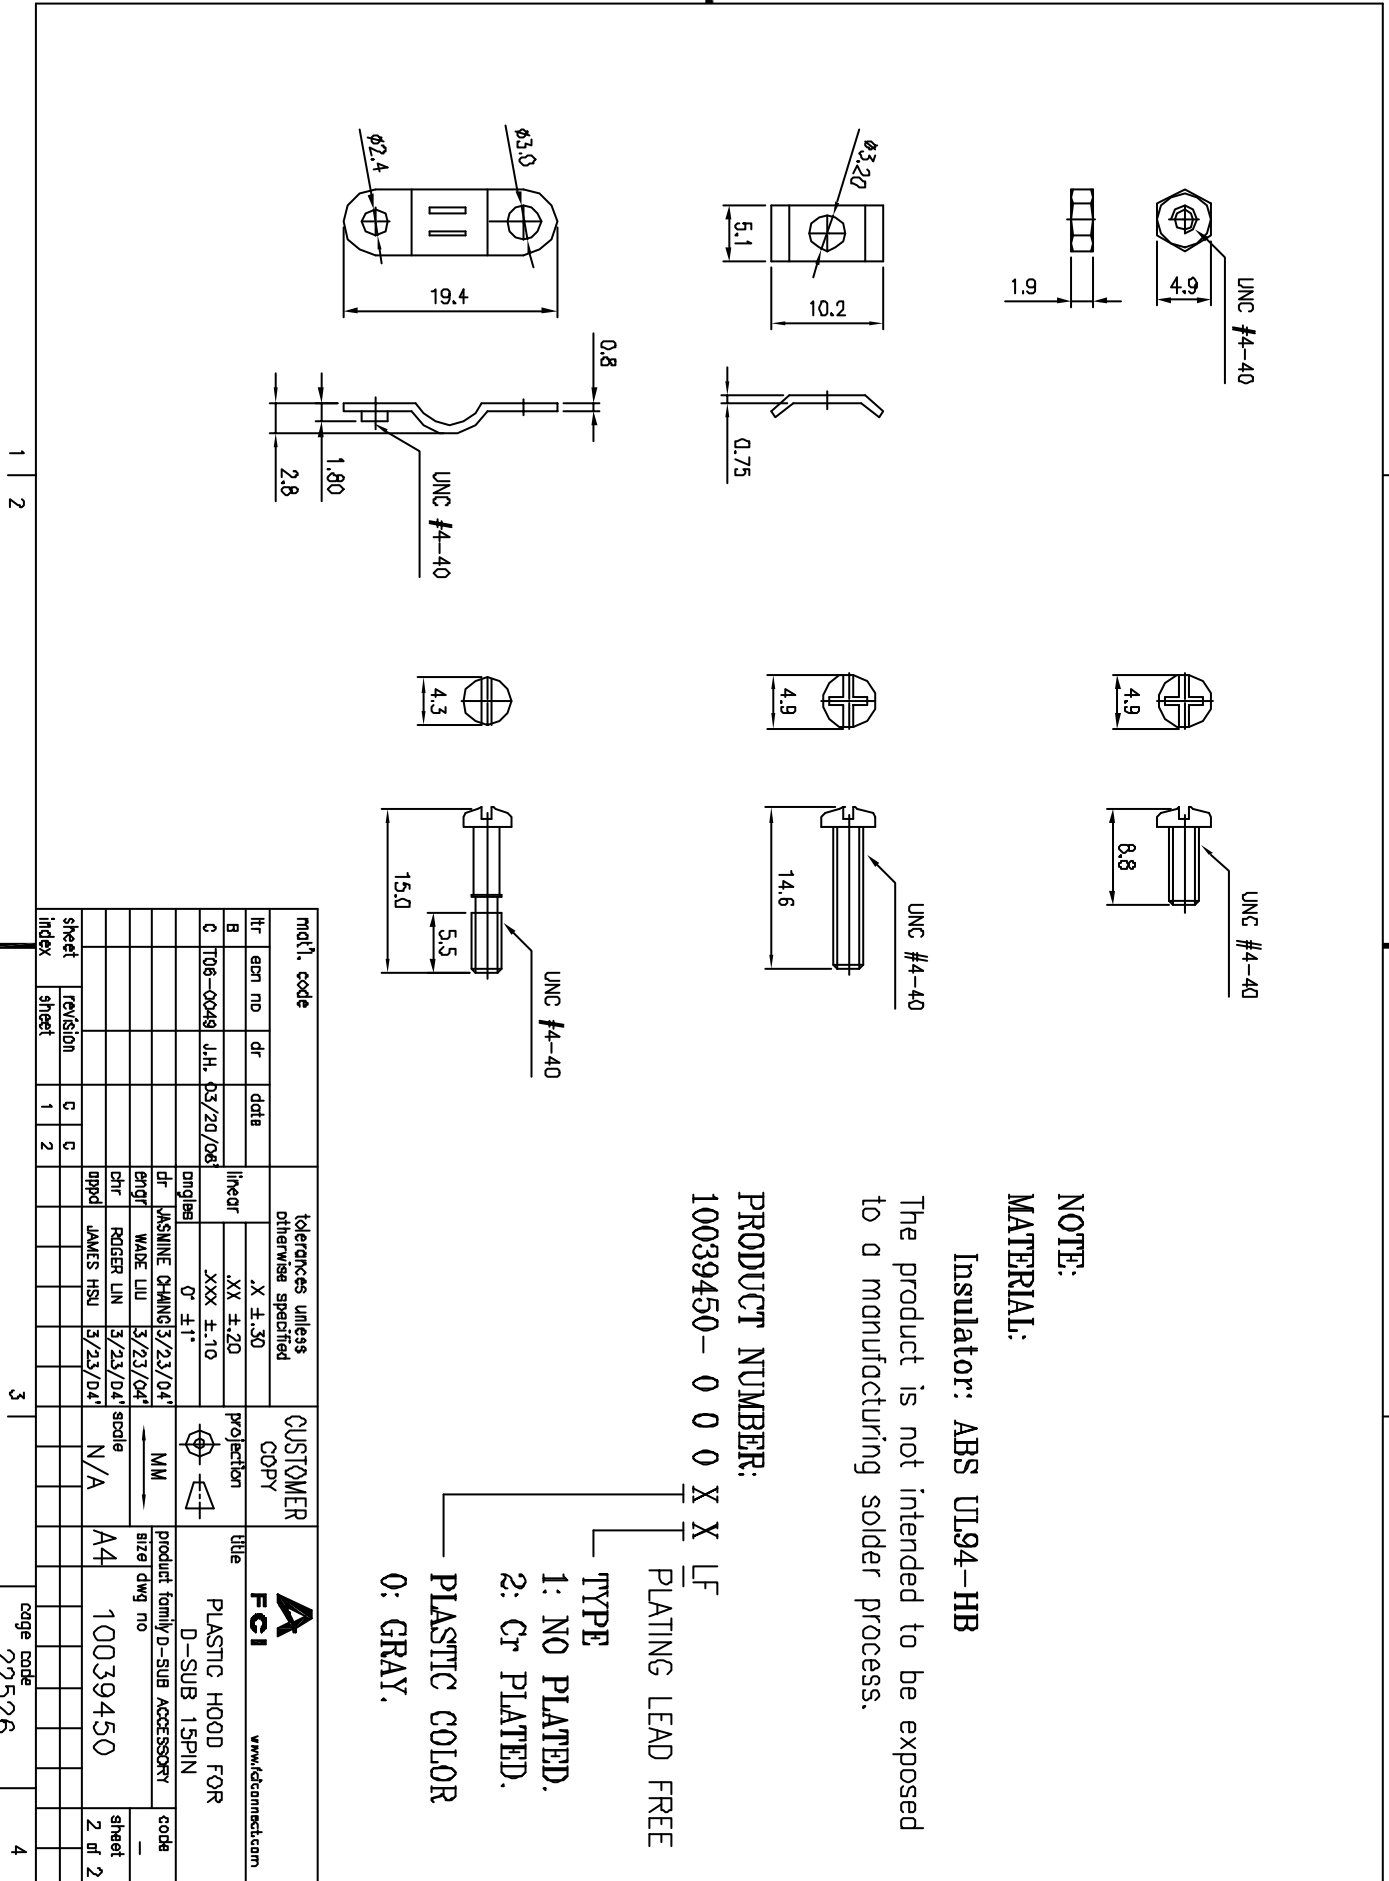 UNC #4-40
4.9
1.9
UNC #4-40
4.9
8.8
ø3.20
5.1
10.2
0.75
UNC #4-40
4.9
14.6
ø3.0
ø2.4
19.4
0.8
UNC #4-40
1.80
2.8
UNC #4-40
4.3
5.5
15.0
NOTE:
MATERIAL:
Insulator: ABS UL94-HB
The product is not intended to be exposed
to a manufacturing solder process.
PRODUCT NUMBER:
10039450- 0 0 0 X X LF
PLATING LEAD FREE
TYPE
1: NO PLATED.
2: Cr PLATED.
PLASTIC COLOR
0: GRAY.
mat'l. code
tolerances unless
otherwise specified
CUSTOMER
COPY
FCI
www.fciconnect.com
ltr ecn no dr date
B
C T06-0049 J.H. 03/20/06'
linear
.X ±.30
.XX ±.20
.XXX ±.10
angles
0° ±1°
projection
title
PLASTIC HOOD FOR
D-SUB 15PIN
dr JASMINE CHAING 3/23/04'
engr WADE LIU 3/23/04'
chr ROGER LIN 3/23/04'
appd JAMES HSU 3/23/04'
MM
scale
N/A
product family D-SUB ACCESSORY
code
-
size dwg no
A4 10039450
sheet
2 of 2
sheet
index
revision C C
sheet 1 2
cage code
22526
1 2 3 4